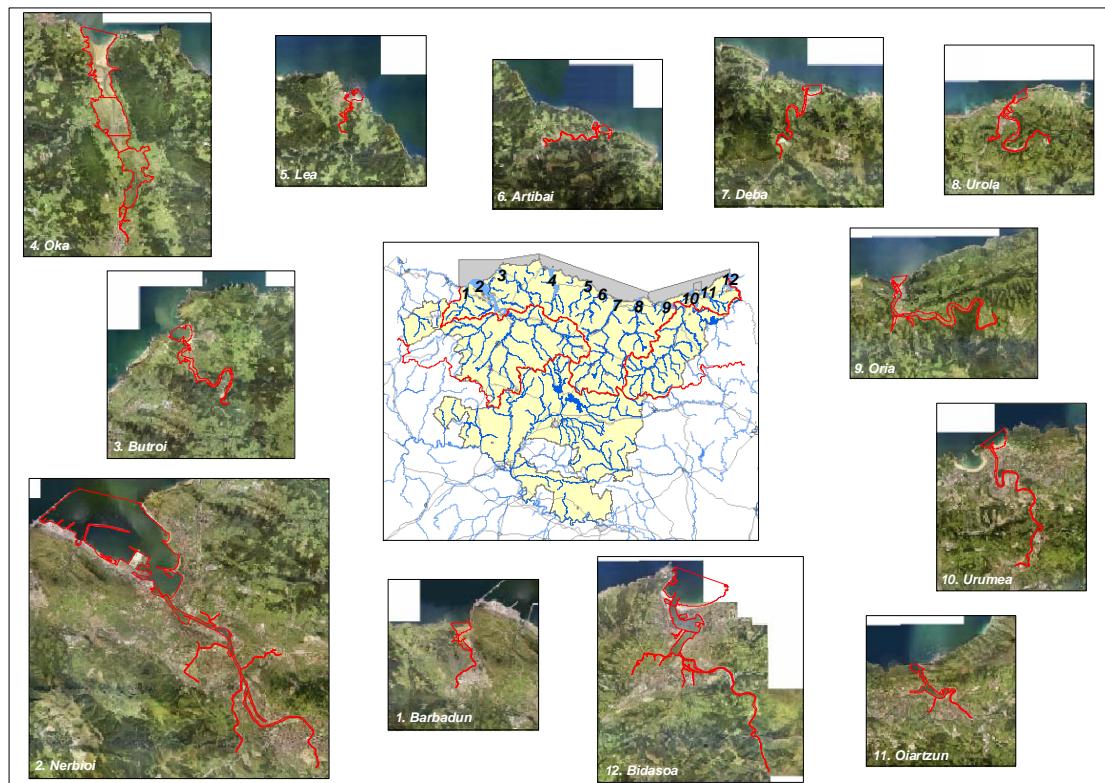 4. Oka
5. Lea
6. Artibai
7. Deba
8. Urola
3. Butroi
1
2
3
4
5
6
7
8
9
10
11
12
9. Oria
2. Nerbioi
1. Barbadun
12. Bidasoa
10. Urumea
11. Oiartzun